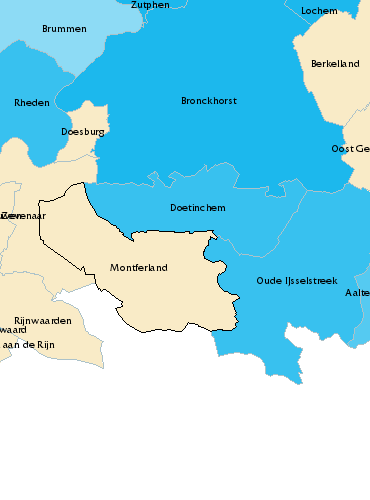 Zutphen
Lochem
Brummen
Berkelland
Rheden
Bronckhorst
Doesburg
Oost Ge
Doetinchem
Zevenaar
Montferland
Oude IJsselstreek
Aalte
Rijnwaarden
waard
aan de Rijn